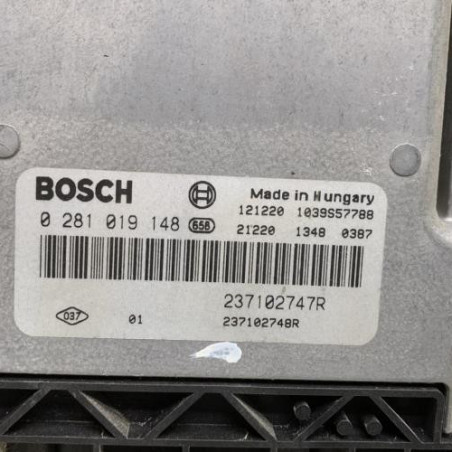 BOSCH Made in Hungary
121220 1039S57788
0 281 019 148 658 21220 1348 0387
237102747R
037 01 237102748R